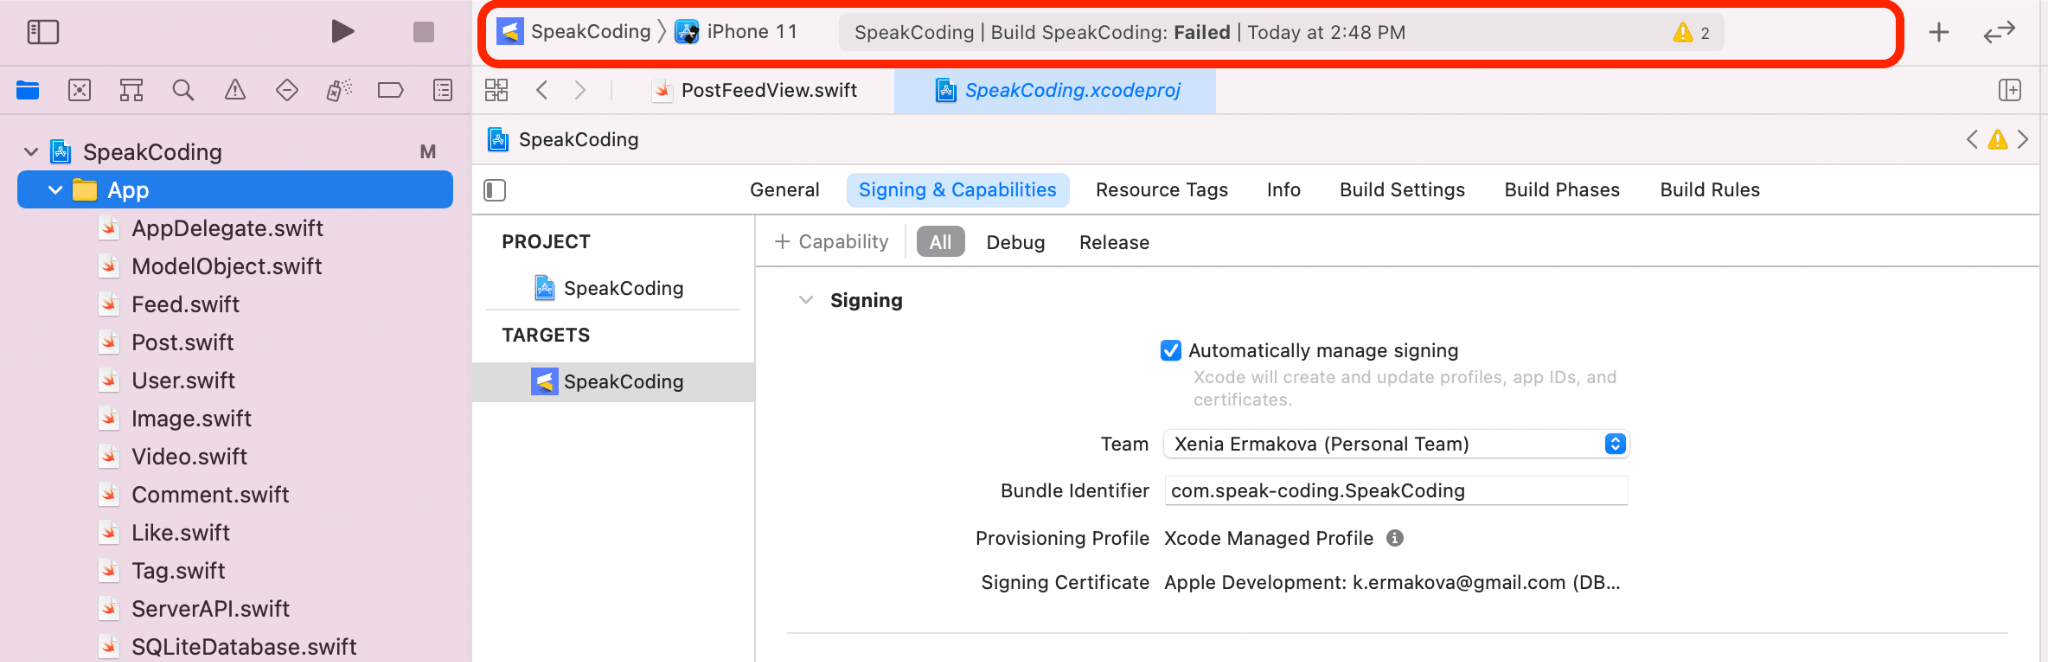 SpeakCoding 〉 iPhone 11
SpeakCoding | Build SpeakCoding: Failed | Today at 2:48 PM
2
PostFeedView.swift
SpeakCoding.xcodeproj
SpeakCoding
SpeakCoding M
App
AppDelegate.swift
ModelObject.swift
Feed.swift
Post.swift
User.swift
Image.swift
Video.swift
Comment.swift
Like.swift
Tag.swift
ServerAPI.swift
SQLiteDatabase.swift
General Signing & Capabilities Resource Tags Info Build Settings Build Phases Build Rules
PROJECT
SpeakCoding
TARGETS
SpeakCoding
+ Capability All Debug Release
Signing
Automatically manage signing
Xcode will create and update profiles, app IDs, and
certificates.
Team Xenia Ermakova (Personal Team)
Bundle Identifier com.speak-coding.SpeakCoding
Provisioning Profile Xcode Managed Profile
Signing Certificate Apple Development: k.ermakova@gmail.com (DB...